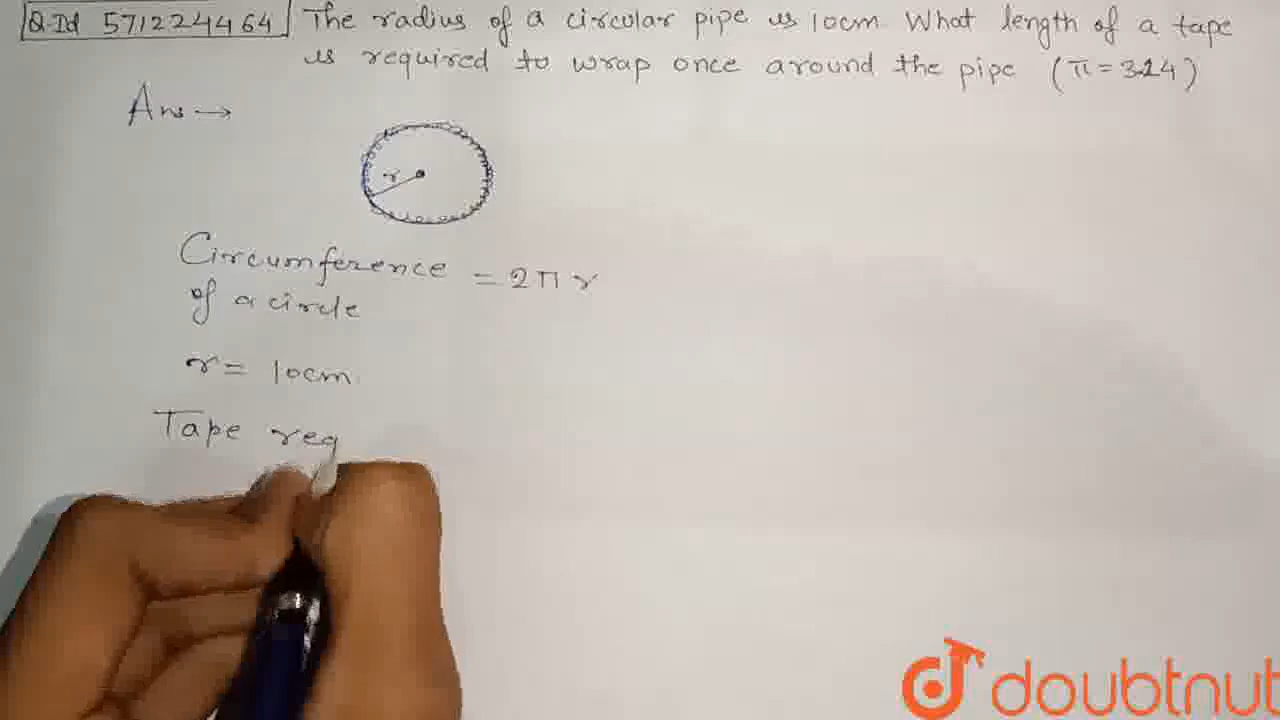 Q.Id 571224464 The radius of a circular pipe is 10cm. What length of a tape
is required to wrap once around the pipe (π = 3.14)
Ans →
r
Circumference = 2πr
of a circle
r = 10cm.
Tape req
doubtnut